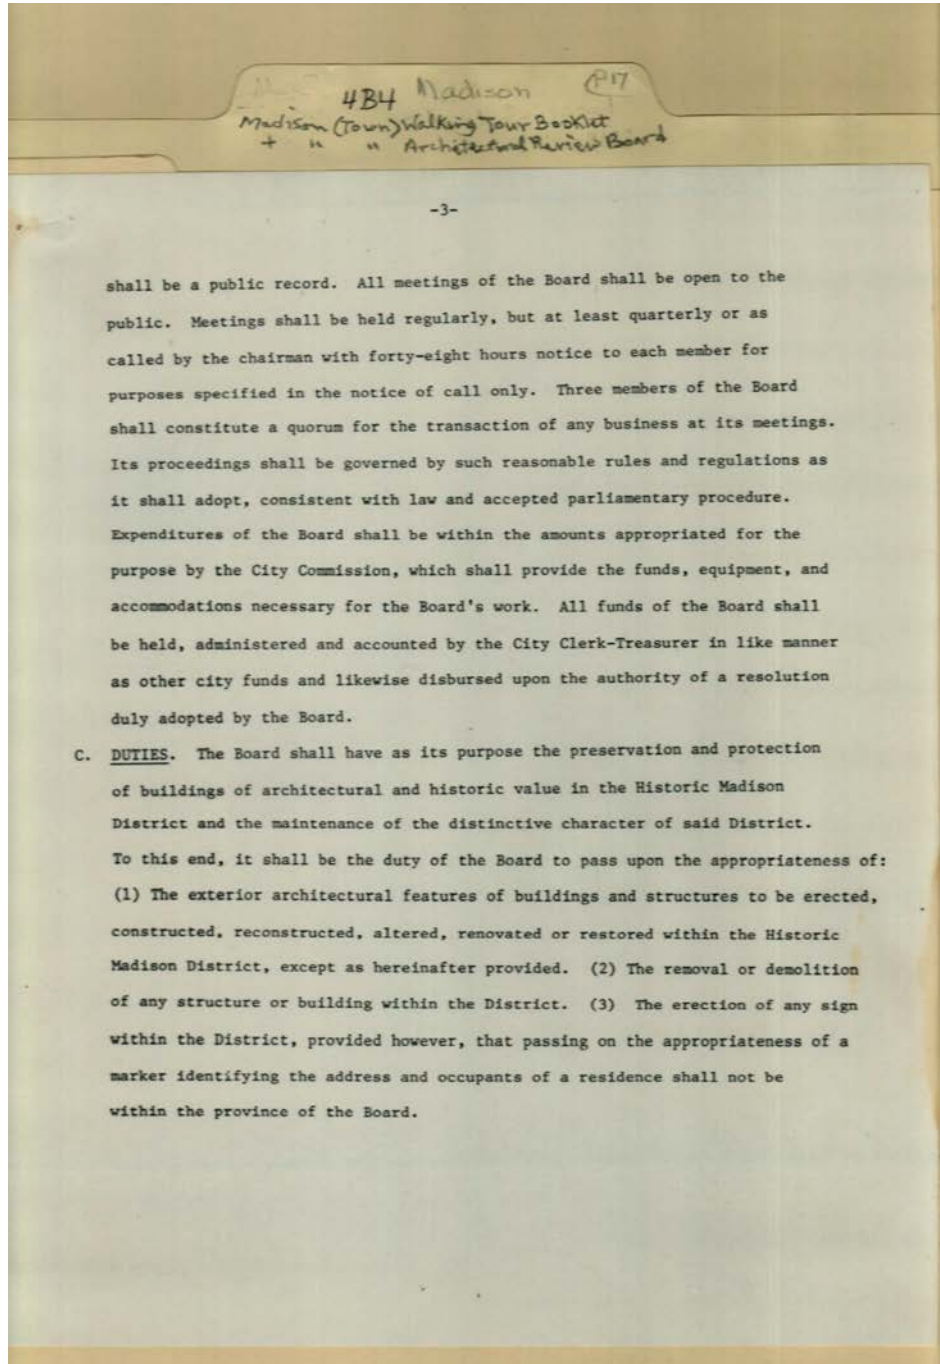 4B4 Madison P17
Madison (Town) Walking Tour Booklet
+ " " Architectural Review Board
-3-
shall be a public record. All meetings of the Board shall be open to the
public. Meetings shall be held regularly, but at least quarterly or as
called by the chairman with forty-eight hours notice to each member for
purposes specified in the notice of call only. Three members of the Board
shall constitute a quorum for the transaction of any business at its meetings.
Its proceedings shall be governed by such reasonable rules and regulations as
it shall adopt, consistent with law and accepted parliamentary procedure.
Expenditures of the Board shall be within the amounts appropriated for the
purpose by the City Commission, which shall provide the funds, equipment, and
accommodations necessary for the Board's work. All funds of the Board shall
be held, administered and accounted by the City Clerk-Treasurer in like manner
as other city funds and likewise disbursed upon the authority of a resolution
duly adopted by the Board.
C. DUTIES. The Board shall have as its purpose the preservation and protection
of buildings of architectural and historic value in the Historic Madison
District and the maintenance of the distinctive character of said District.
To this end, it shall be the duty of the Board to pass upon the appropriateness of:
(1) The exterior architectural features of buildings and structures to be erected,
constructed, reconstructed, altered, renovated or restored within the Historic
Madison District, except as hereinafter provided. (2) The removal or demolition
of any structure or building within the District. (3) The erection of any sign
within the District, provided however, that passing on the appropriateness of a
marker identifying the address and occupants of a residence shall not be
within the province of the Board.